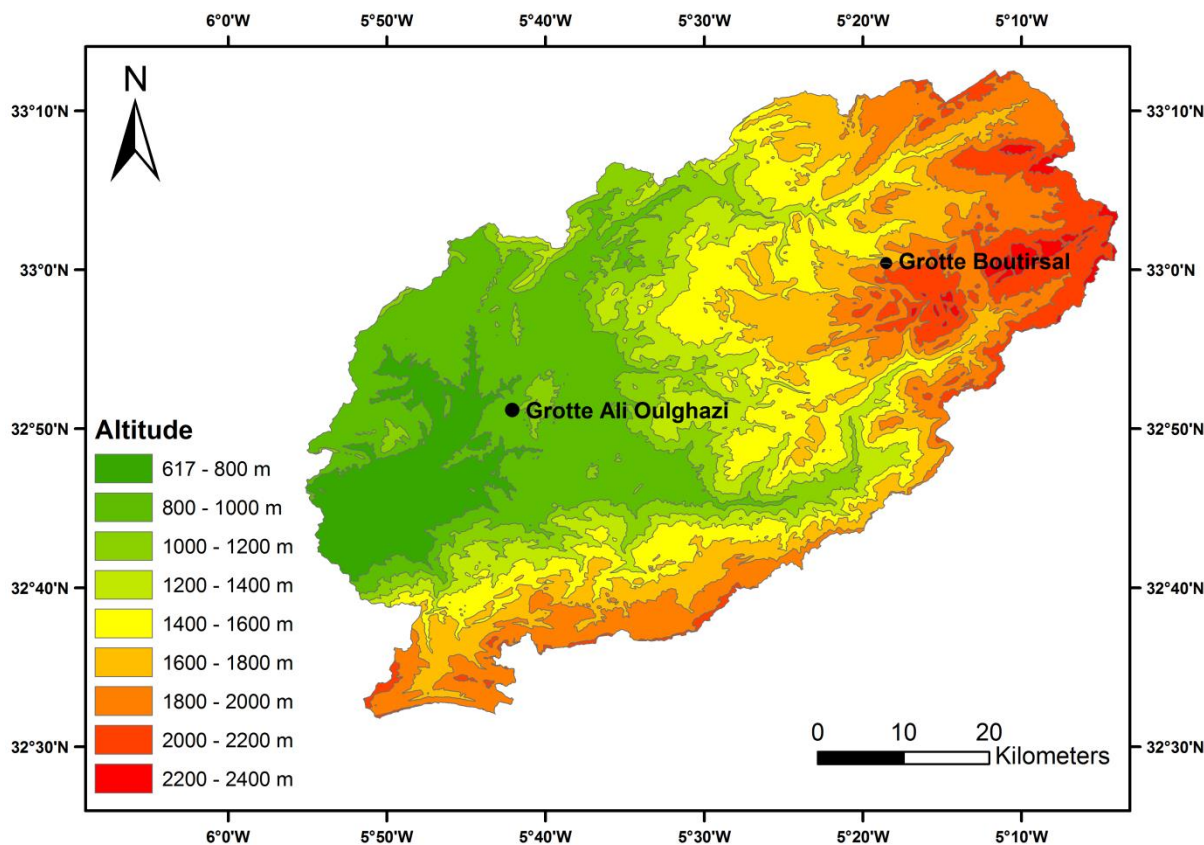 6°0'W 5°50'W 5°40'W 5°30'W 5°20'W 5°10'W
N
33°10'N 33°10'N
33°0'N Grotte Boutirsal 33°0'N
Grotte Ali Oulghazi
32°50'N 32°50'N
Altitude
617 - 800 m
800 - 1000 m
1000 - 1200 m
1200 - 1400 m
1400 - 1600 m
1600 - 1800 m
1800 - 2000 m
2000 - 2200 m
2200 - 2400 m
32°40'N 32°40'N
0 10 20
Kilometers
32°30'N 32°30'N
6°0'W 5°50'W 5°40'W 5°30'W 5°20'W 5°10'W